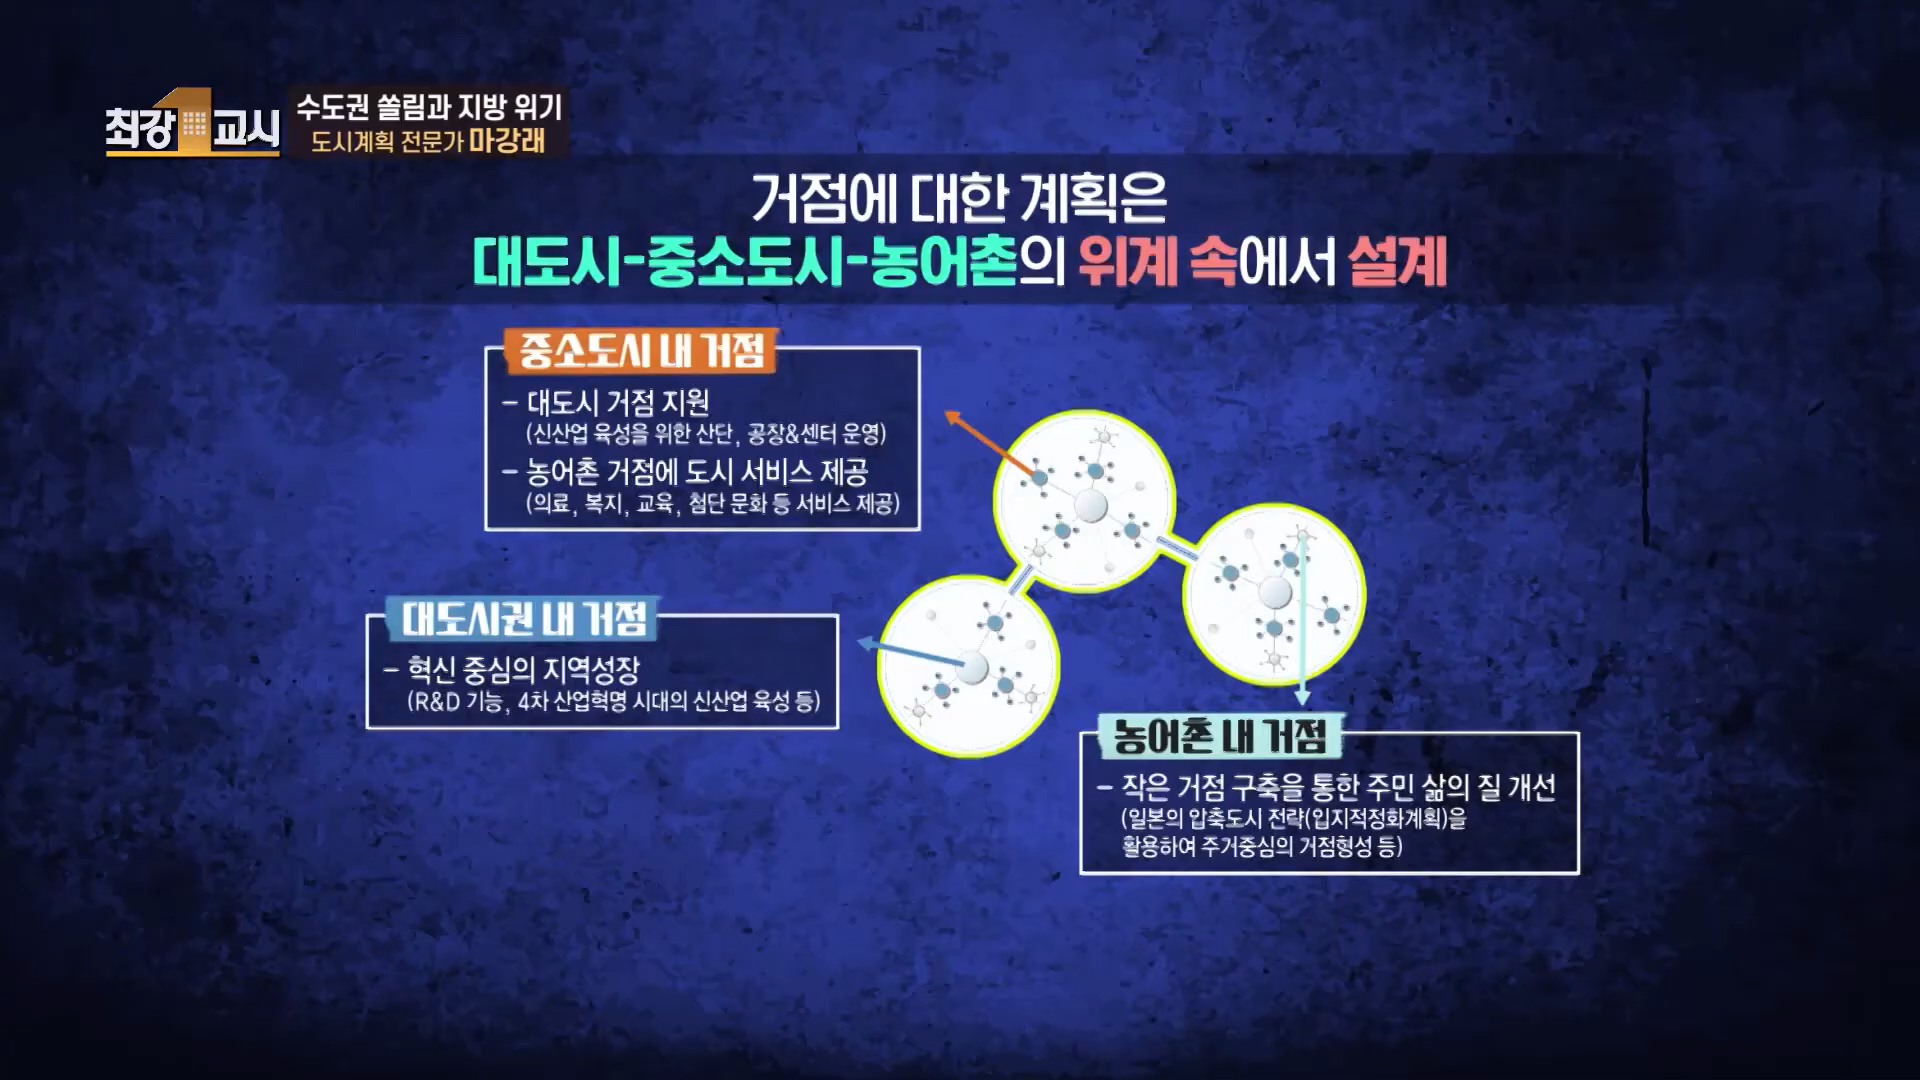 최강1교시
수도권 쏠림과 지방 위기
도시계획 전문가 마강래
거점에 대한 계획은
대도시-중소도시-농어촌의 위계 속에서 설계
중소도시 내 거점
- 대도시 거점 지원
(신산업 육성을 위한 산단, 공장&센터 운영)
- 농어촌 거점에 도시 서비스 제공
(의료, 복지, 교육, 첨단 문화 등 서비스 제공)
대도시권 내 거점
- 혁신 중심의 지역성장
(R&D 기능, 4차 산업혁명 시대의 신산업 육성 등)
농어촌 내 거점
- 작은 거점 구축을 통한 주민 삶의 질 개선
(일본의 압축도시 전략(입지적정화계획)을
활용하여 주거중심의 거점형성 등)